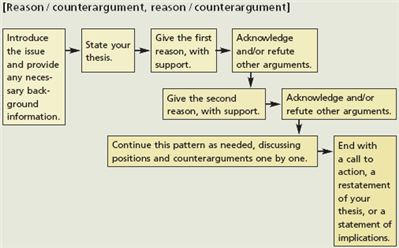 [Reason / counterargument, reason / counterargument]
Introduce
the issue
and provide
any neces-
sary back-
ground
information.
State your
thesis.
Give the first
reason, with
support.
Acknowledge
and/or refute
other arguments.
Give the second
reason, with support.
Acknowledge and/or
refute other arguments.
Continue this pattern as needed, discussing
positions and counterarguments one by one.
End with
a call to
action, a
restatement
of your
thesis, or a
statement of
implications.